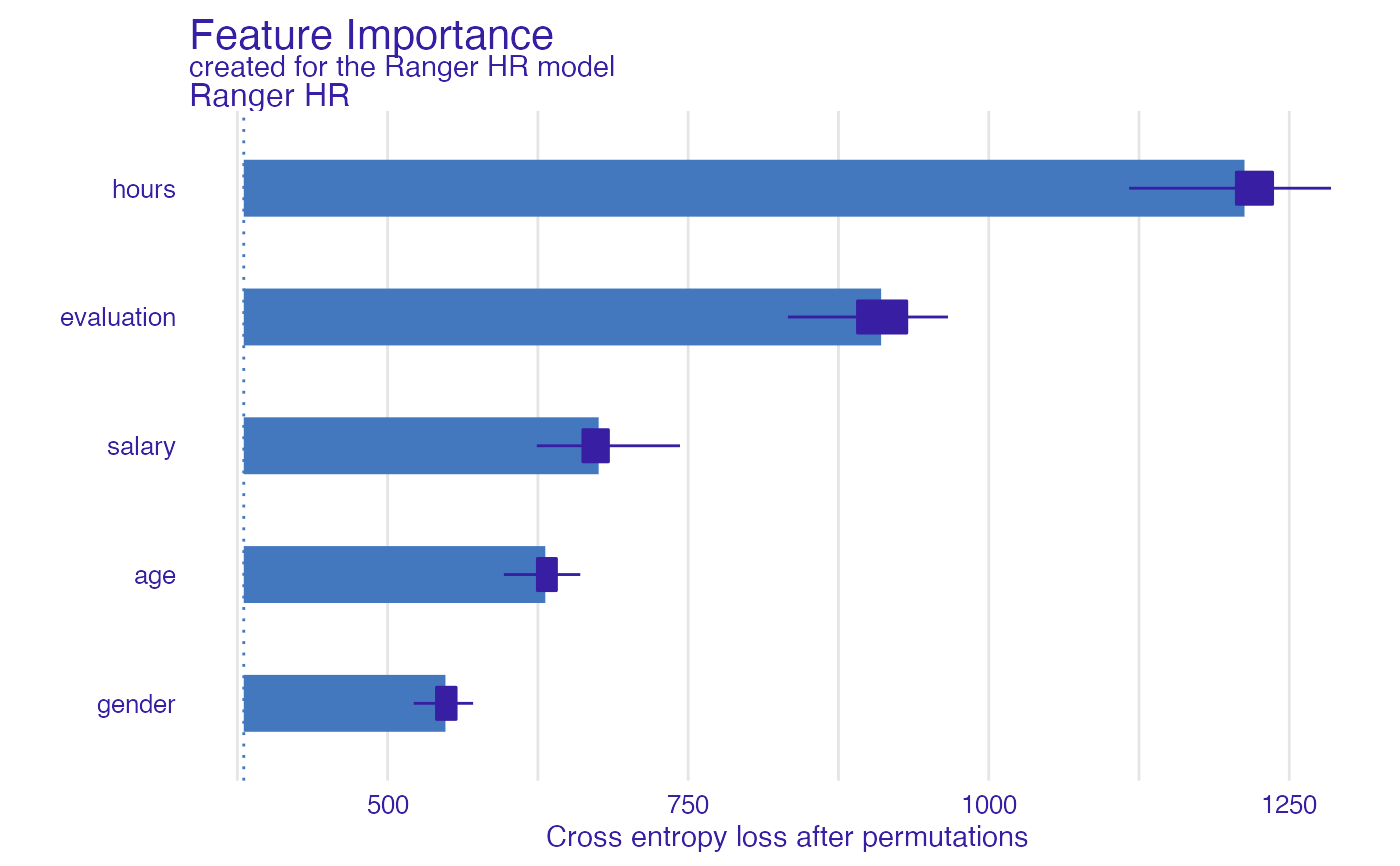 Feature Importance
created for the Ranger HR model
Ranger HR
hours
evaluation
salary
age
gender
500 750 1000 1250
Cross entropy loss after permutations